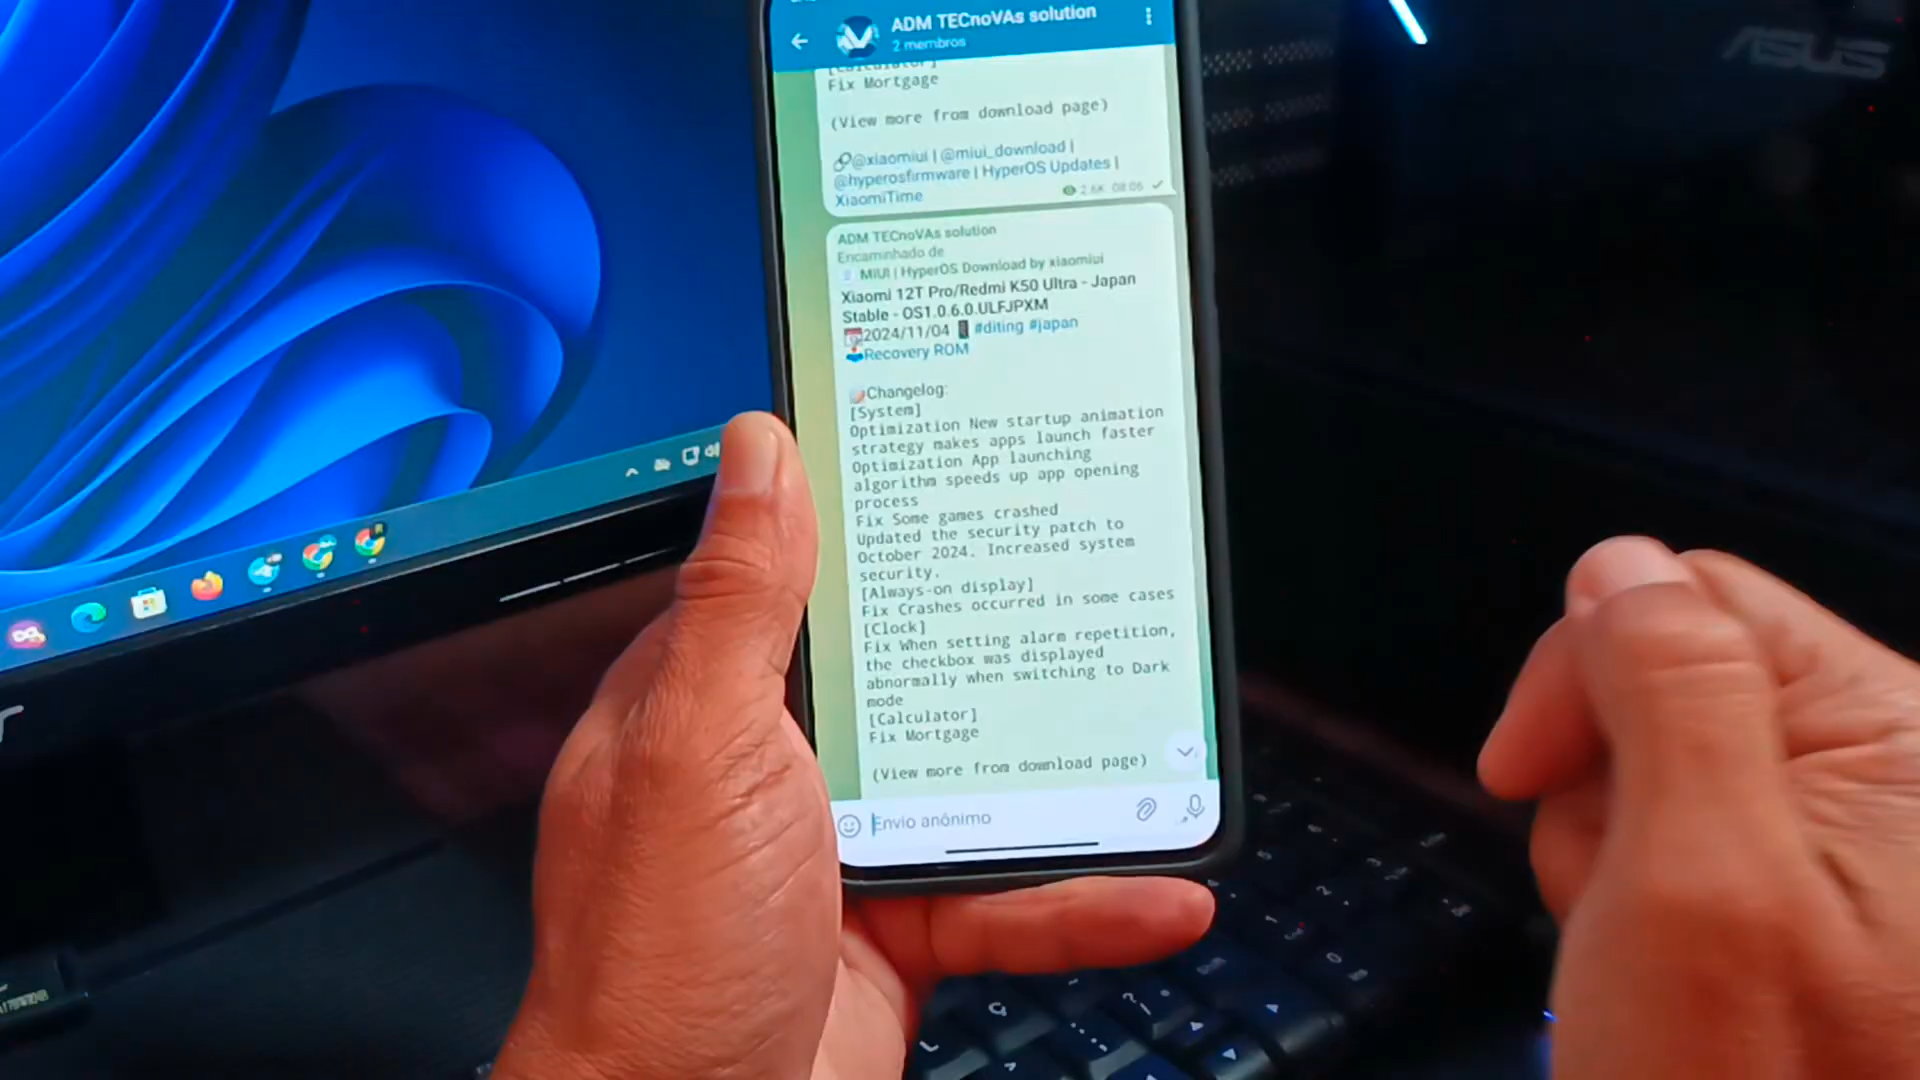 ADM TECnoVAs solution
2 membros
[Calculator]
Fix Mortgage
(View more from download page)
@xiaomiui | @miui_download |
@hyperosfirmware | HyperOS Updates |
XiaomiTime
2.6K 08:06
ADM TECnoVAs solution
Encaminhado de
MIUI | HyperOS Download by xiaomiui
Xiaomi 12T Pro/Redmi K50 Ultra - Japan
Stable - OS1.0.6.0.ULFJPXM
2024/11/04 #diting #japan
Recovery ROM
Changelog:
[System]
Optimization New startup animation
strategy makes apps launch faster
Optimization App launching
algorithm speeds up app opening
process
Fix Some games crashed
Updated the security patch to
October 2024. Increased system
security.
[Always-on display]
Fix Crashes occurred in some cases
[Clock]
Fix When setting alarm repetition,
the checkbox was displayed
abnormally when switching to Dark
mode
[Calculator]
Fix Mortgage
(View more from download page)
Envio anônimo
ASUS